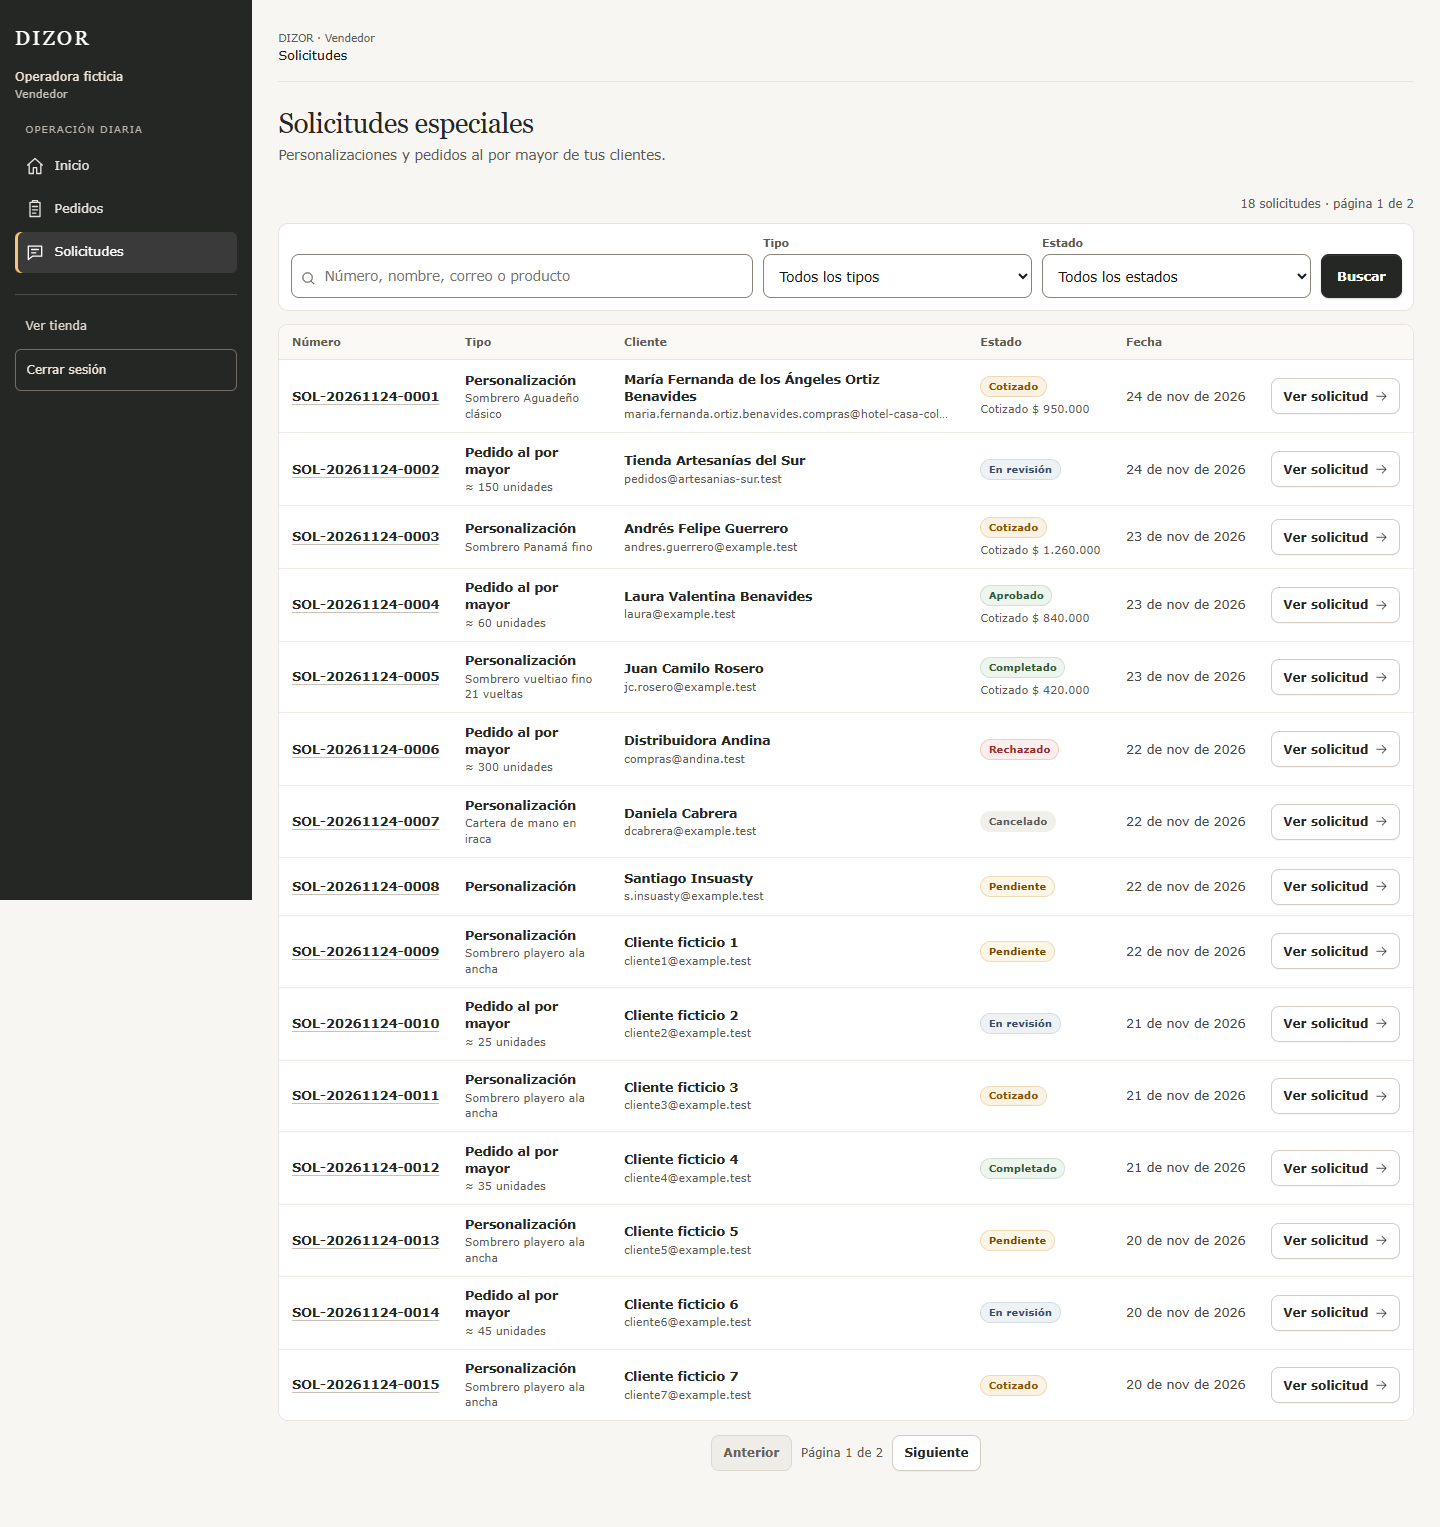 DIZOR
Operadora ficticia
Vendedor
OPERACIÓN DIARIA
Inicio
Pedidos
Solicitudes
Ver tienda
Cerrar sesión
DIZOR · Vendedor
Solicitudes
Solicitudes especiales
Personalizaciones y pedidos al por mayor de tus clientes.
18 solicitudes · página 1 de 2
Tipo
Estado
Número, nombre, correo o producto
Todos los tipos
Todos los estados
Buscar
Número Tipo Cliente Estado Fecha
SOL-20261124-0001
Personalización
Sombrero Aguadeño
clásico
María Fernanda de los Ángeles Ortiz
Benavides
maria.fernanda.ortiz.benavides.compras@hotel-casa-col...
Cotizado
Cotizado $ 950.000
24 de nov de 2026
Ver solicitud →
SOL-20261124-0002
Pedido al por
mayor
≈ 150 unidades
Tienda Artesanías del Sur
pedidos@artesanias-sur.test
En revisión
24 de nov de 2026
Ver solicitud →
SOL-20261124-0003
Personalización
Sombrero Panamá fino
Andrés Felipe Guerrero
andres.guerrero@example.test
Cotizado
Cotizado $ 1.260.000
23 de nov de 2026
Ver solicitud →
SOL-20261124-0004
Pedido al por
mayor
≈ 60 unidades
Laura Valentina Benavides
laura@example.test
Aprobado
Cotizado $ 840.000
23 de nov de 2026
Ver solicitud →
SOL-20261124-0005
Personalización
Sombrero vueltiao fino
21 vueltas
Juan Camilo Rosero
jc.rosero@example.test
Completado
Cotizado $ 420.000
23 de nov de 2026
Ver solicitud →
SOL-20261124-0006
Pedido al por
mayor
≈ 300 unidades
Distribuidora Andina
compras@andina.test
Rechazado
22 de nov de 2026
Ver solicitud →
SOL-20261124-0007
Personalización
Cartera de mano en
iraca
Daniela Cabrera
dcabrera@example.test
Cancelado
22 de nov de 2026
Ver solicitud →
SOL-20261124-0008
Personalización
Santiago Insuasty
s.insuasty@example.test
Pendiente
22 de nov de 2026
Ver solicitud →
SOL-20261124-0009
Personalización
Sombrero playero ala
ancha
Cliente ficticio 1
cliente1@example.test
Pendiente
22 de nov de 2026
Ver solicitud →
SOL-20261124-0010
Pedido al por
mayor
≈ 25 unidades
Cliente ficticio 2
cliente2@example.test
En revisión
21 de nov de 2026
Ver solicitud →
SOL-20261124-0011
Personalización
Sombrero playero ala
ancha
Cliente ficticio 3
cliente3@example.test
Cotizado
21 de nov de 2026
Ver solicitud →
SOL-20261124-0012
Pedido al por
mayor
≈ 35 unidades
Cliente ficticio 4
cliente4@example.test
Completado
21 de nov de 2026
Ver solicitud →
SOL-20261124-0013
Personalización
Sombrero playero ala
ancha
Cliente ficticio 5
cliente5@example.test
Pendiente
20 de nov de 2026
Ver solicitud →
SOL-20261124-0014
Pedido al por
mayor
≈ 45 unidades
Cliente ficticio 6
cliente6@example.test
En revisión
20 de nov de 2026
Ver solicitud →
SOL-20261124-0015
Personalización
Sombrero playero ala
ancha
Cliente ficticio 7
cliente7@example.test
Cotizado
20 de nov de 2026
Ver solicitud →
Anterior
Página 1 de 2
Siguiente